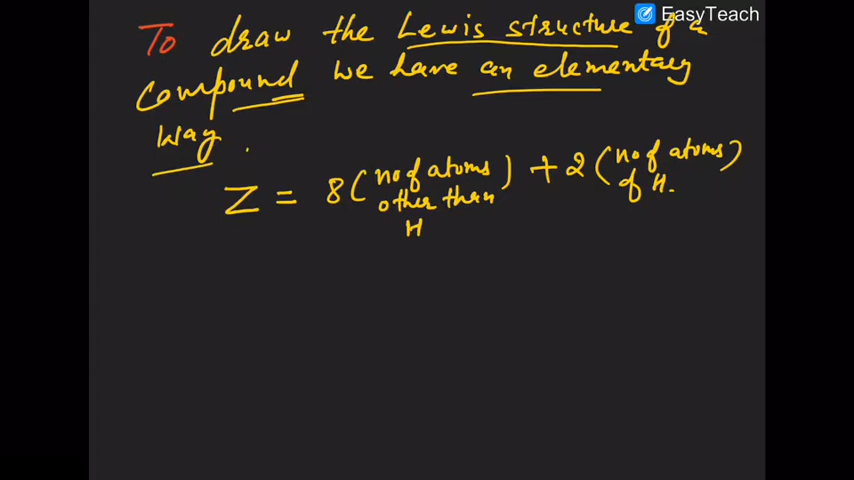 EasyTeach
To draw the Lewis structure of a
Compound we have an elementary
way.
Z = 8 (no of atoms other than H) + 2 (no of atoms of H.)